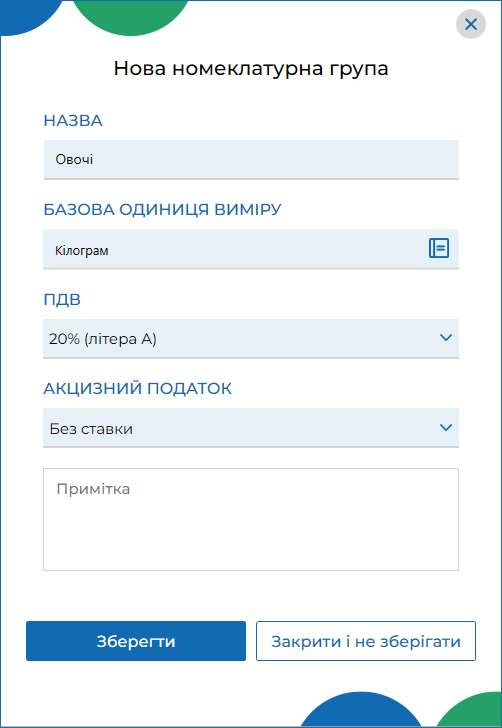 Нова номеклатурна група
НАЗВА
Овочі
БАЗОВА ОДИНИЦЯ ВИМІРУ
Кілограм
ПДВ
20% (літера А)
АКЦИЗНИЙ ПОДАТОК
Без ставки
Примітка
Зберегти
Закрити і не зберігати